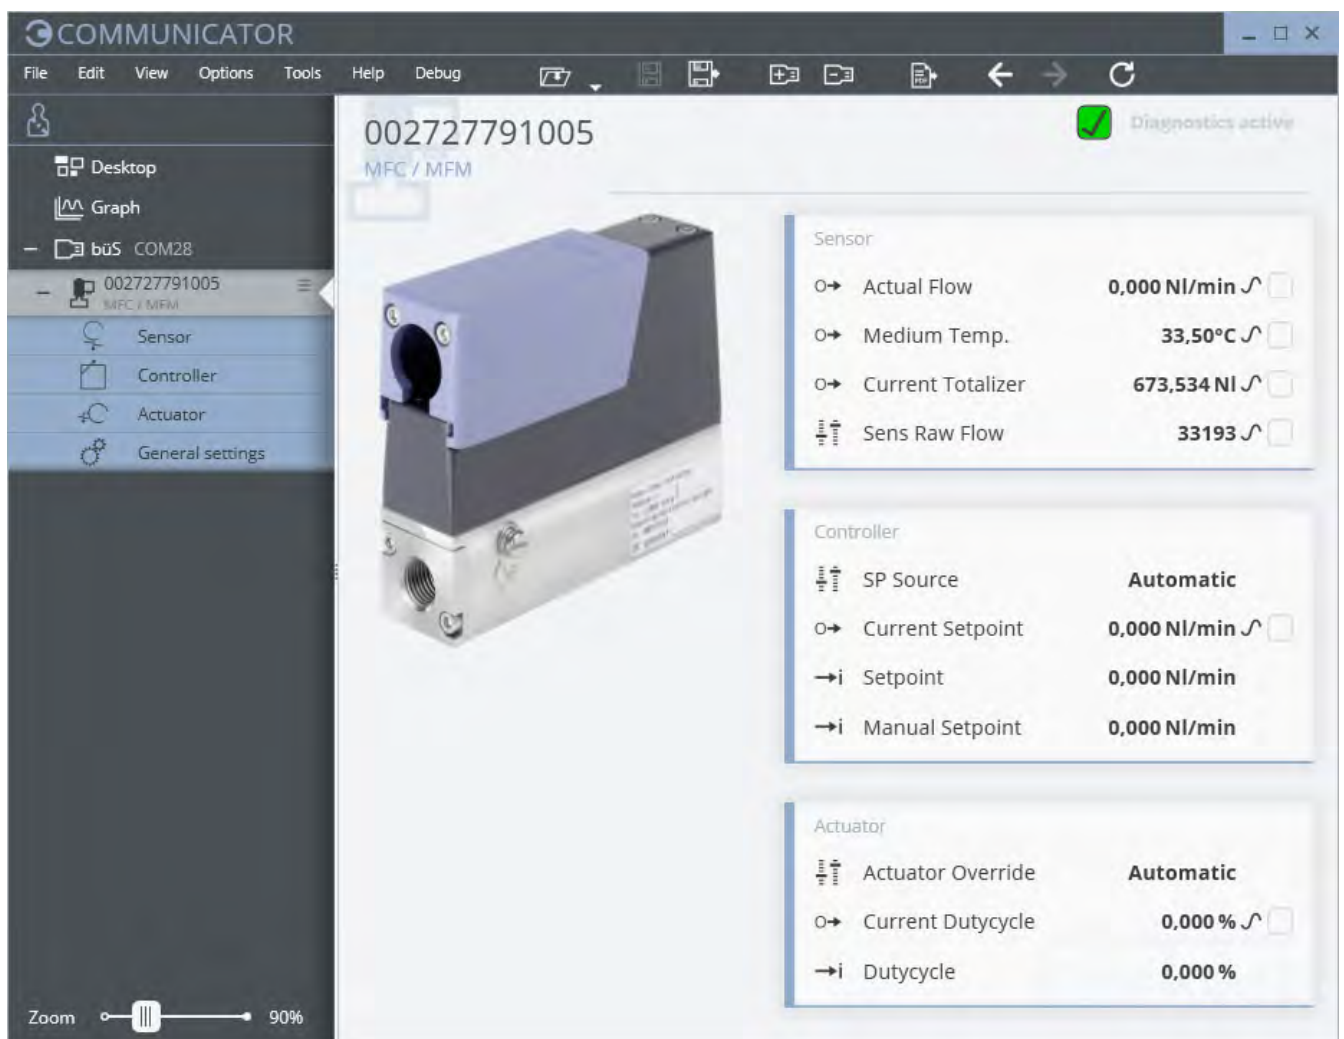 COMMUNICATOR
File Edit View Options Tools Help Debug
Desktop
Graph
büS COM28
002727791005
MFC / MFM
Sensor
Controller
Actuator
General settings
Zoom 90%
002727791005
MFC / MFM
Diagnostics active
Sensor
Actual Flow 0,000 Nl/min
Medium Temp. 33,50°C
Current Totalizer 673,534 Nl
Sens Raw Flow 33193
Controller
SP Source Automatic
Current Setpoint 0,000 Nl/min
Setpoint 0,000 Nl/min
Manual Setpoint 0,000 Nl/min
Actuator
Actuator Override Automatic
Current Dutycycle 0,000 %
Dutycycle 0,000 %